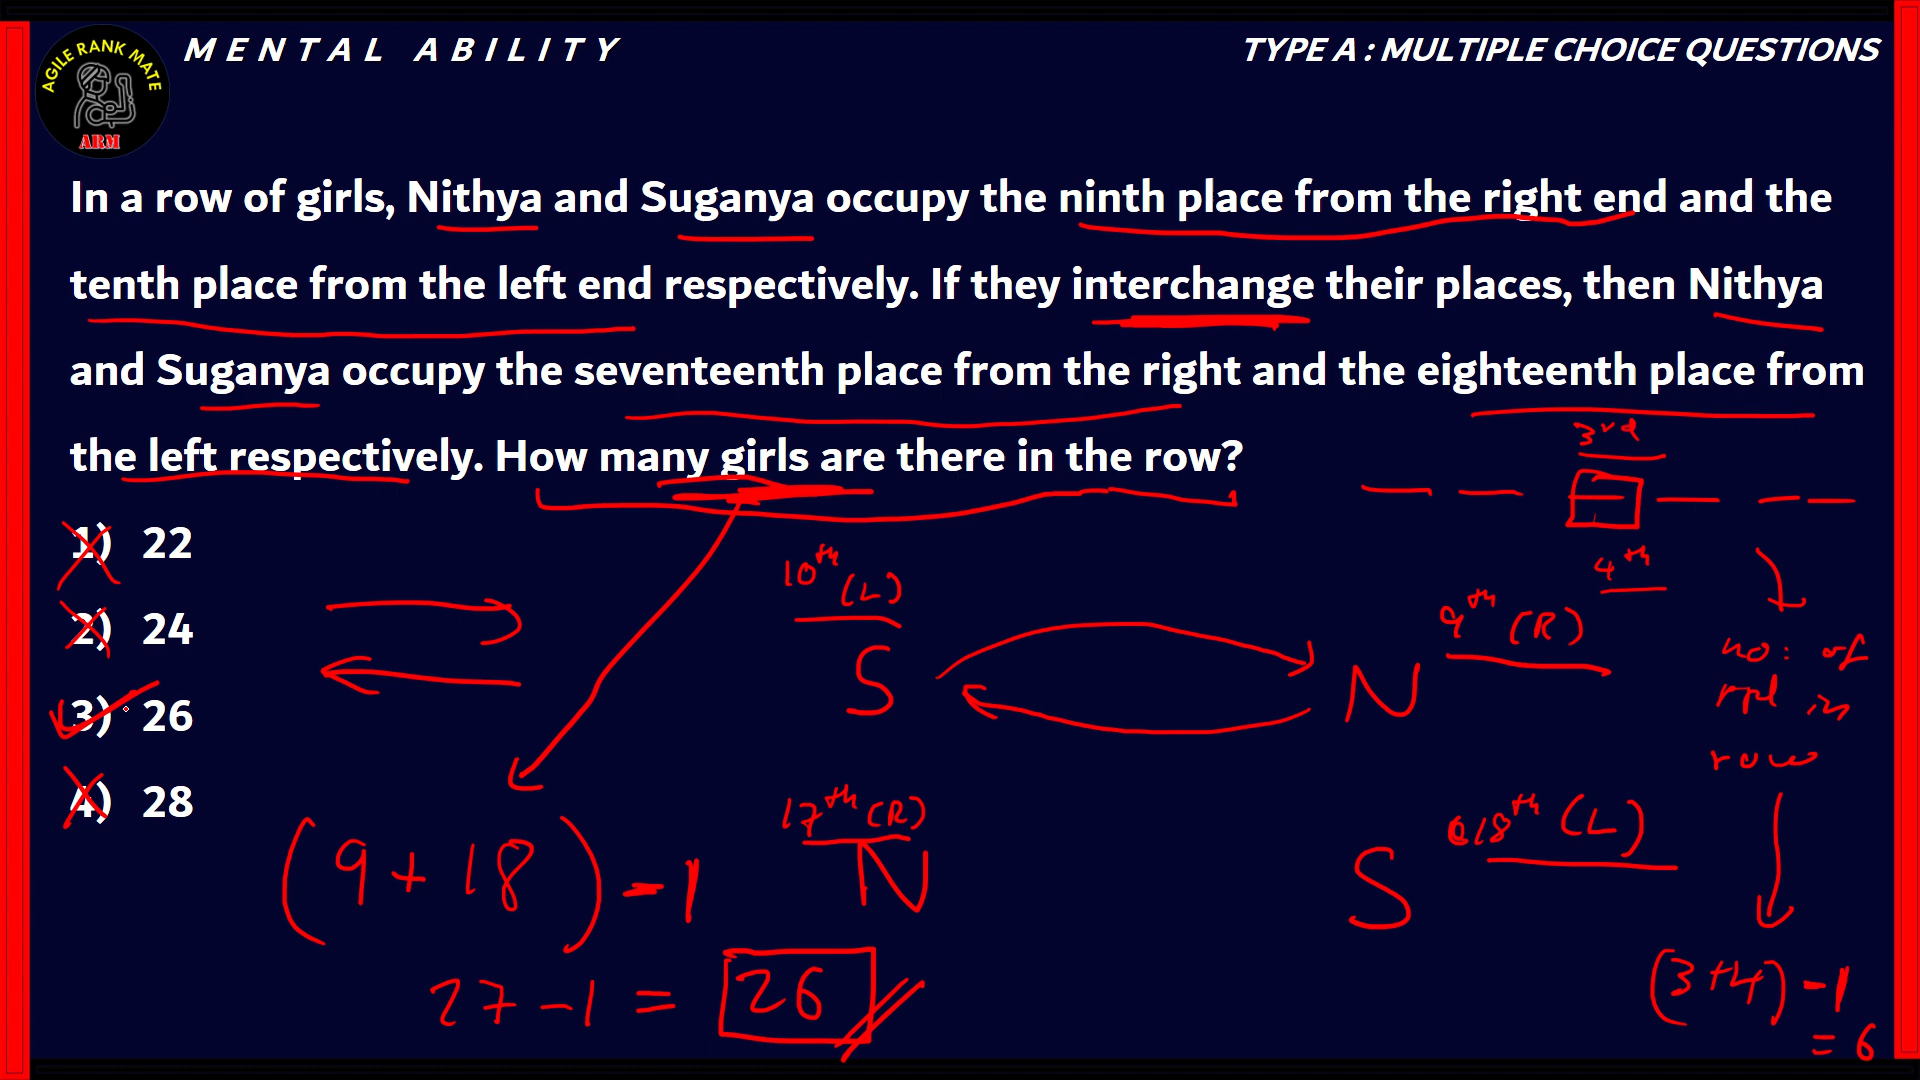 AGILE RANK MATE
ARM
MENTAL ABILITY
TYPE A : MULTIPLE CHOICE QUESTIONS
In a row of girls, Nithya and Suganya occupy the ninth place from the right end and the
tenth place from the left end respectively. If they interchange their places, then Nithya
and Suganya occupy the seventeenth place from the right and the eighteenth place from
the left respectively. How many girls are there in the row?
1) 22
2) 24
3) 26
4) 28
3rd
4th
10th (L)
S
9th (R)
N
no: of
ppl in
row
17th (R)
N
18th (L)
S
(9 + 18) - 1
27 - 1 = 26
(3+4) - 1
= 6